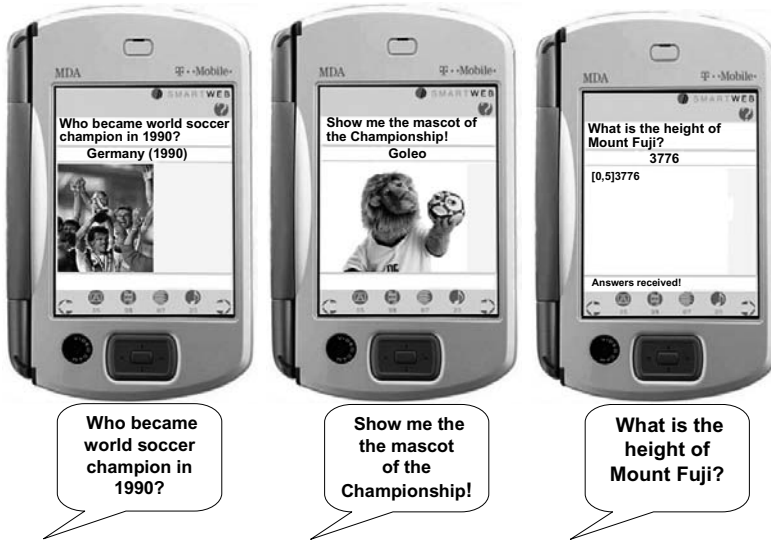 MDA
T··Mobile·
SMARTWEB
Who became world soccer
champion in 1990?
Germany (1990)
Who became
world soccer
champion in
1990?
MDA
T··Mobile·
SMARTWEB
Show me the mascot of
the Championship!
Goleo
Show me the
the mascot
of the
Championship!
MDA
T··Mobile·
SMARTWEB
What is the height of
Mount Fuji?
3776
[0,5]3776
Answers received!
What is the
height of
Mount Fuji?